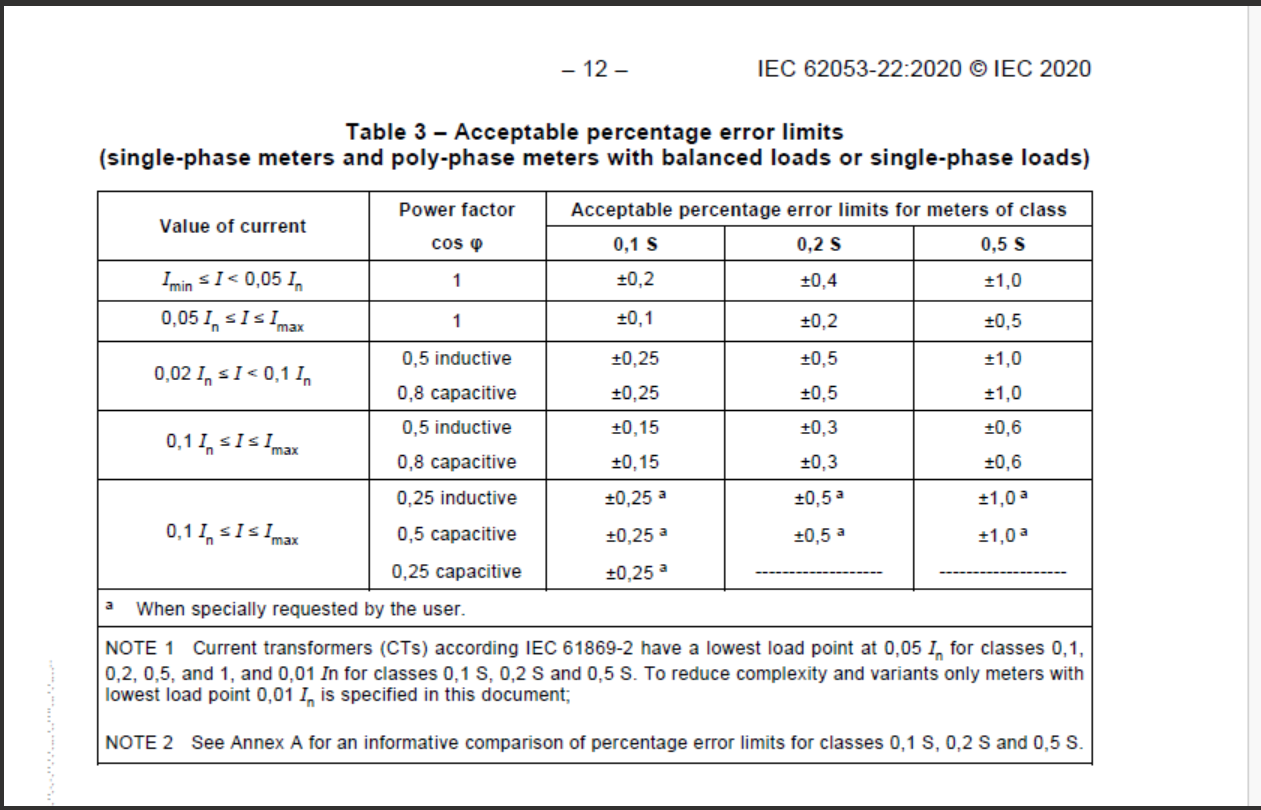 – 12 – IEC 62053-22:2020 © IEC 2020
Table 3 – Acceptable percentage error limits
(single-phase meters and poly-phase meters with balanced loads or single-phase loads)
Value of current Power factor cos φ Acceptable percentage error limits for meters of class
0,1 S 0,2 S 0,5 S
Imin ≤ I < 0,05 In 1 ±0,2 ±0,4 ±1,0
0,05 In ≤ I ≤ Imax 1 ±0,1 ±0,2 ±0,5
0,02 In ≤ I < 0,1 In 0,5 inductive ±0,25 ±0,5 ±1,0
0,8 capacitive ±0,25 ±0,5 ±1,0
0,1 In ≤ I ≤ Imax 0,5 inductive ±0,15 ±0,3 ±0,6
0,8 capacitive ±0,15 ±0,3 ±0,6
0,1 In ≤ I ≤ Imax 0,25 inductive ±0,25 a ±0,5 a ±1,0 a
0,5 capacitive ±0,25 a ±0,5 a ±1,0 a
0,25 capacitive ±0,25 a ------------------- -------------------
a When specially requested by the user.
NOTE 1 Current transformers (CTs) according IEC 61869-2 have a lowest load point at 0,05 In for classes 0,1,
0,2, 0,5, and 1, and 0,01 In for classes 0,1 S, 0,2 S and 0,5 S. To reduce complexity and variants only meters with
lowest load point 0,01 In is specified in this document;
NOTE 2 See Annex A for an informative comparison of percentage error limits for classes 0,1 S, 0,2 S and 0,5 S.